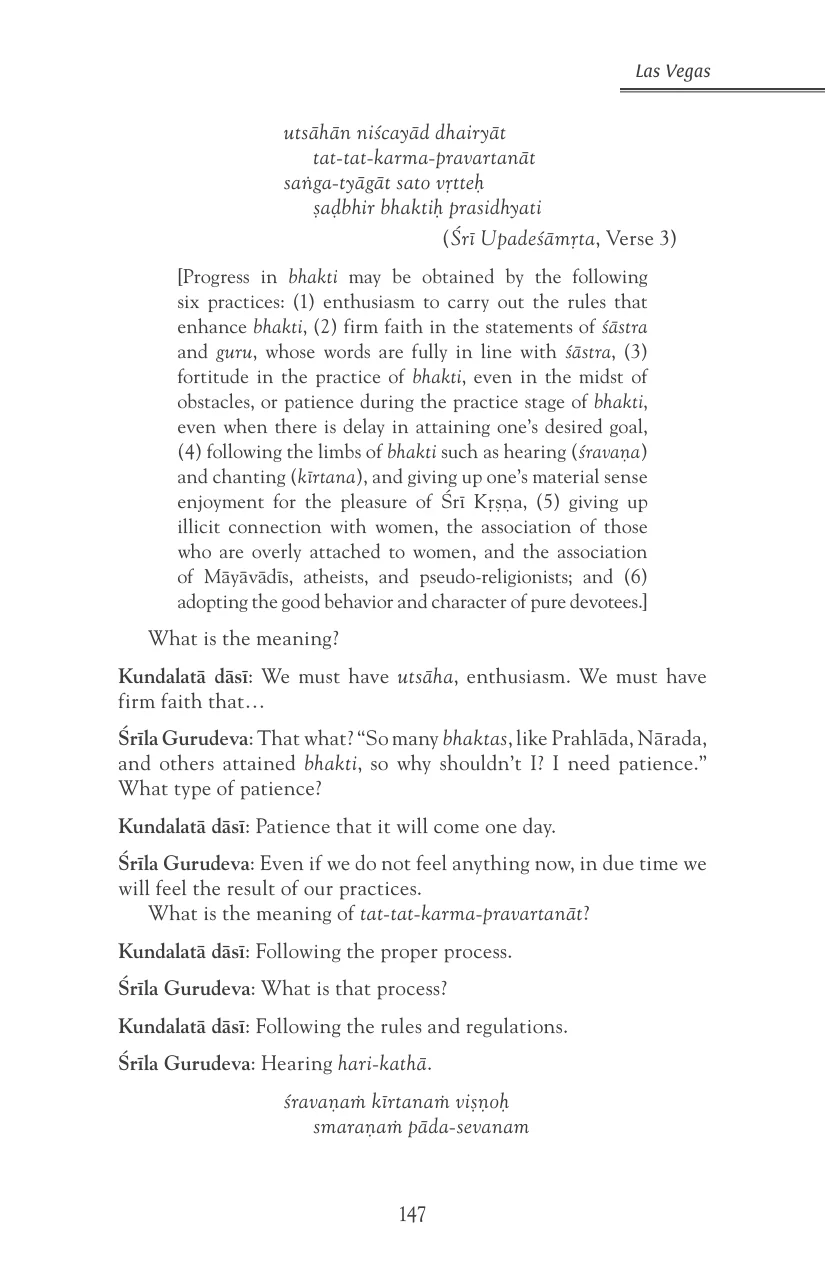 Las Vegas
utsāhān niścayād dhairyāt
tat-tat-karma-pravartanāt
saṅga-tyāgāt sato vṛtteḥ
ṣaḍbhir bhaktiḥ prasidhyati
(Śrī Upadeśāmṛta, Verse 3)
[Progress in bhakti may be obtained by the following
six practices: (1) enthusiasm to carry out the rules that
enhance bhakti, (2) firm faith in the statements of śāstra
and guru, whose words are fully in line with śāstra, (3)
fortitude in the practice of bhakti, even in the midst of
obstacles, or patience during the practice stage of bhakti,
even when there is delay in attaining one’s desired goal,
(4) following the limbs of bhakti such as hearing (śravaṇa)
and chanting (kīrtana), and giving up one’s material sense
enjoyment for the pleasure of Śrī Kṛṣṇa, (5) giving up
illicit connection with women, the association of those
who are overly attached to women, and the association
of Māyāvādīs, atheists, and pseudo-religionists; and (6)
adopting the good behavior and character of pure devotees.]
What is the meaning?
Kundalatā dāsī: We must have utsāha, enthusiasm. We must have
firm faith that…
Śrīla Gurudeva: That what? “So many bhaktas, like Prahlāda, Nārada,
and others attained bhakti, so why shouldn’t I? I need patience.”
What type of patience?
Kundalatā dāsī: Patience that it will come one day.
Śrīla Gurudeva: Even if we do not feel anything now, in due time we
will feel the result of our practices.
What is the meaning of tat-tat-karma-pravartanāt?
Kundalatā dāsī: Following the proper process.
Śrīla Gurudeva: What is that process?
Kundalatā dāsī: Following the rules and regulations.
Śrīla Gurudeva: Hearing hari-kathā.
śravaṇaṁ kīrtanaṁ viṣṇoḥ
smaraṇaṁ pāda-sevanam
147